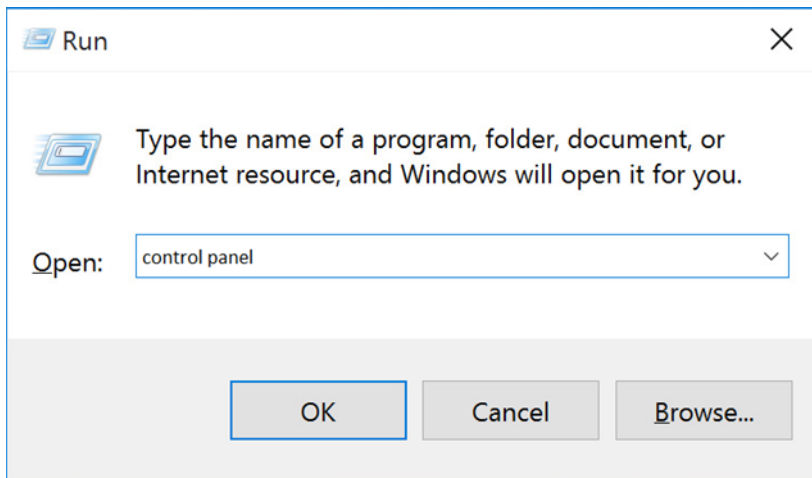 Run
Type the name of a program, folder, document, or
Internet resource, and Windows will open it for you.
Open: control panel
OK Cancel Browse...